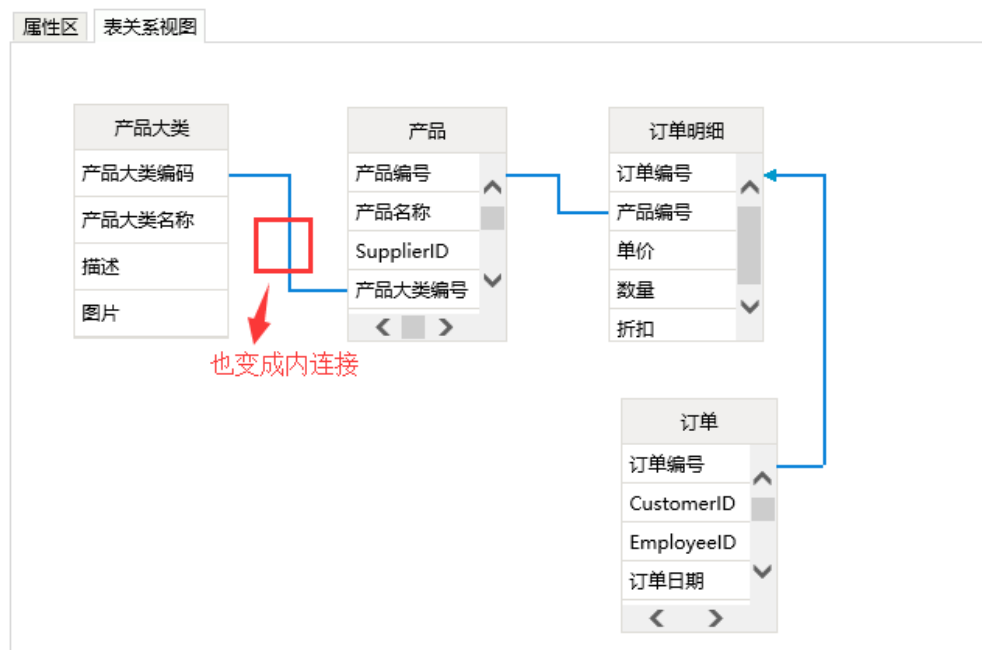 属性区
表关系视图
产品大类
产品大类编码
产品大类名称
描述
图片
产品
产品编号
产品名称
SupplierID
产品大类编号
订单明细
订单编号
产品编号
单价
数量
折扣
也变成内连接
订单
订单编号
CustomerID
EmployeeID
订单日期